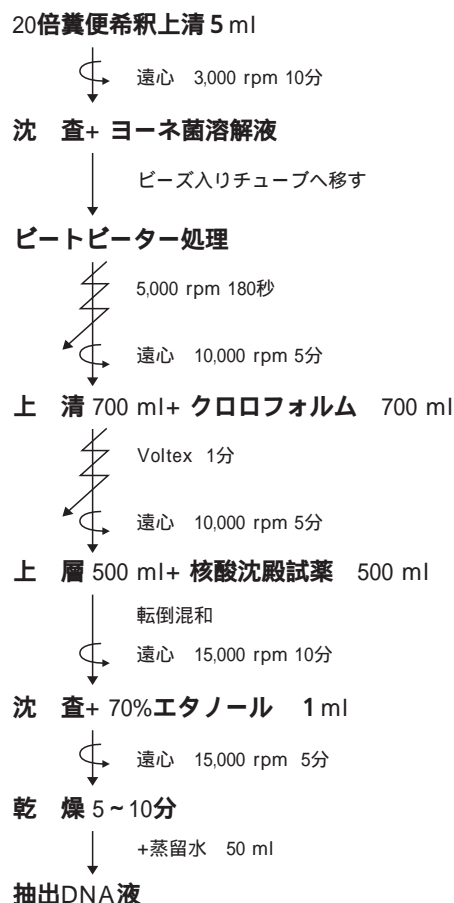 20倍糞便希釈上清 5 ml
遠心 3,000 rpm 10分
沈 査+ ヨーネ菌溶解液
ビーズ入りチューブへ移す
ビートビーター処理
5,000 rpm 180秒
遠心 10,000 rpm 5分
上 清 700 ml+ クロロフォルム 700 ml
Voltex 1分
遠心 10,000 rpm 5分
上 層 500 ml+ 核酸沈殿試薬 500 ml
転倒混和
遠心 15,000 rpm 10分
沈 査+ 70%エタノール 1 ml
遠心 15,000 rpm 5分
乾 燥 5~10分
+蒸留水 50 ml
抽出DNA液